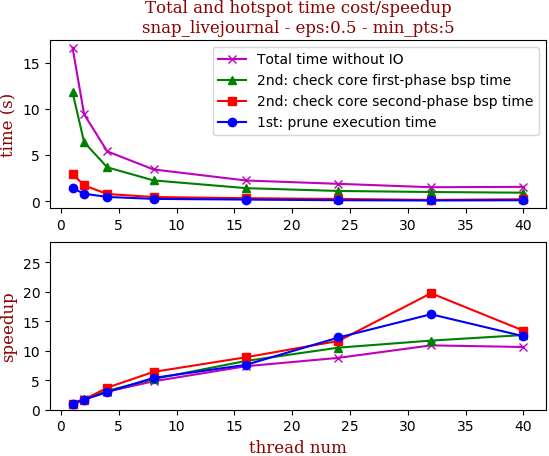 Total and hotspot time cost/speedup
snap_livejournal - eps:0.5 - min_pts:5
time (s)
15
10
5
0
Total time without IO
2nd: check core first-phase bsp time
2nd: check core second-phase bsp time
1st: prune execution time
0 5 10 15 20 25 30 35 40
speedup
25
20
15
10
5
0
0 5 10 15 20 25 30 35 40
thread num